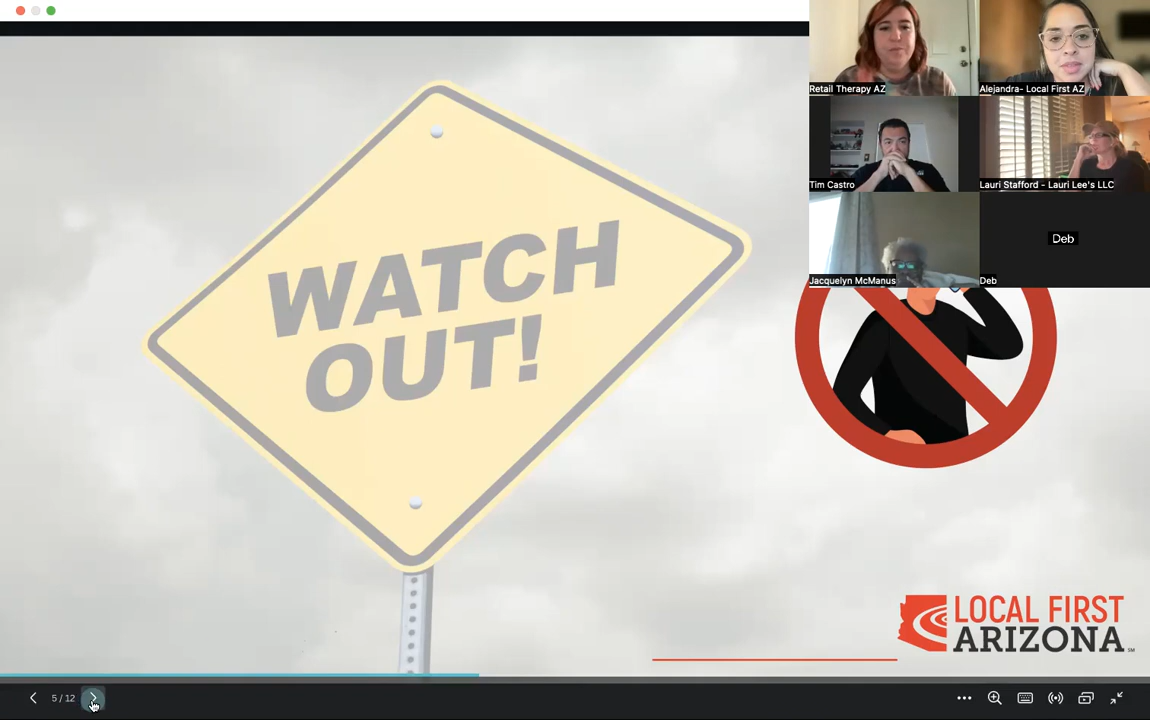 Retail Therapy AZ
Alejandra- Local First AZ
Tim Castro
Lauri Stafford - Lauri Lee's LLC
Deb
Jacquelyn McManus
Deb
WATCH
OUT!
LOCAL FIRST
ARIZONA
SM
5 / 12